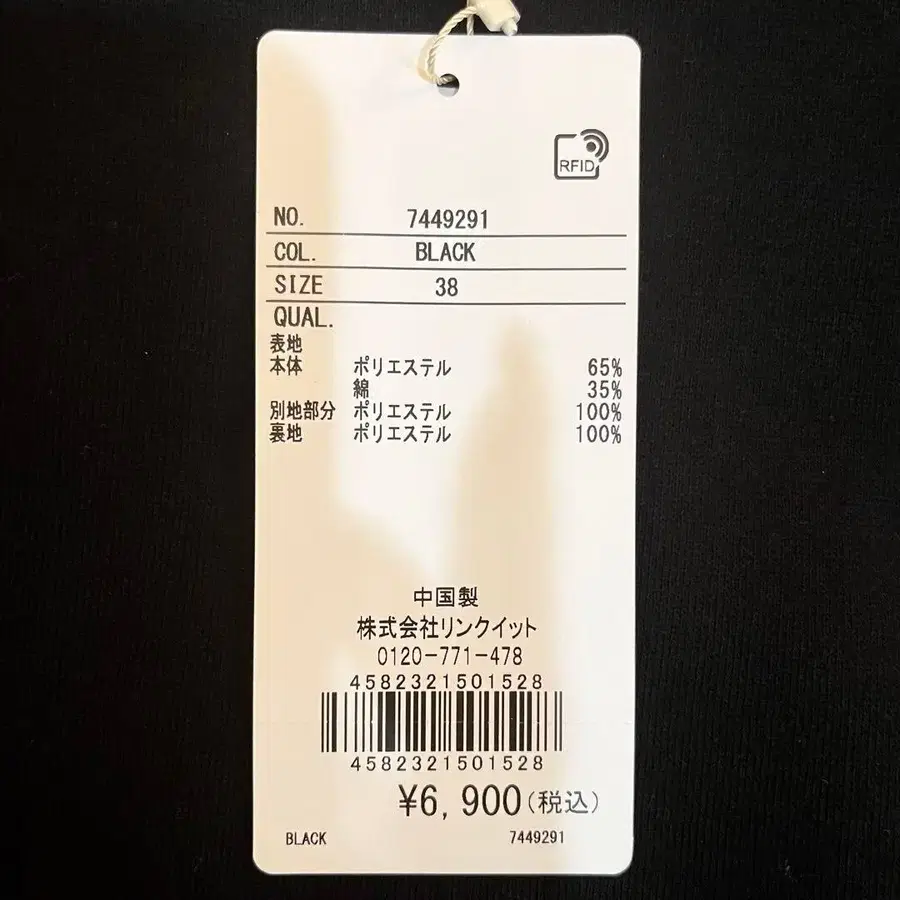 RFID
NO. 7449291
COL. BLACK
SIZE 38
QUAL.
表地
本体 ポリエステル 65%
綿 35%
別地部分 ポリエステル 100%
裏地 ポリエステル 100%
中国製
株式会社リンクイット
0120-771-478
4582321501528
4582321501528
¥6,900(税込)
BLACK 7449291